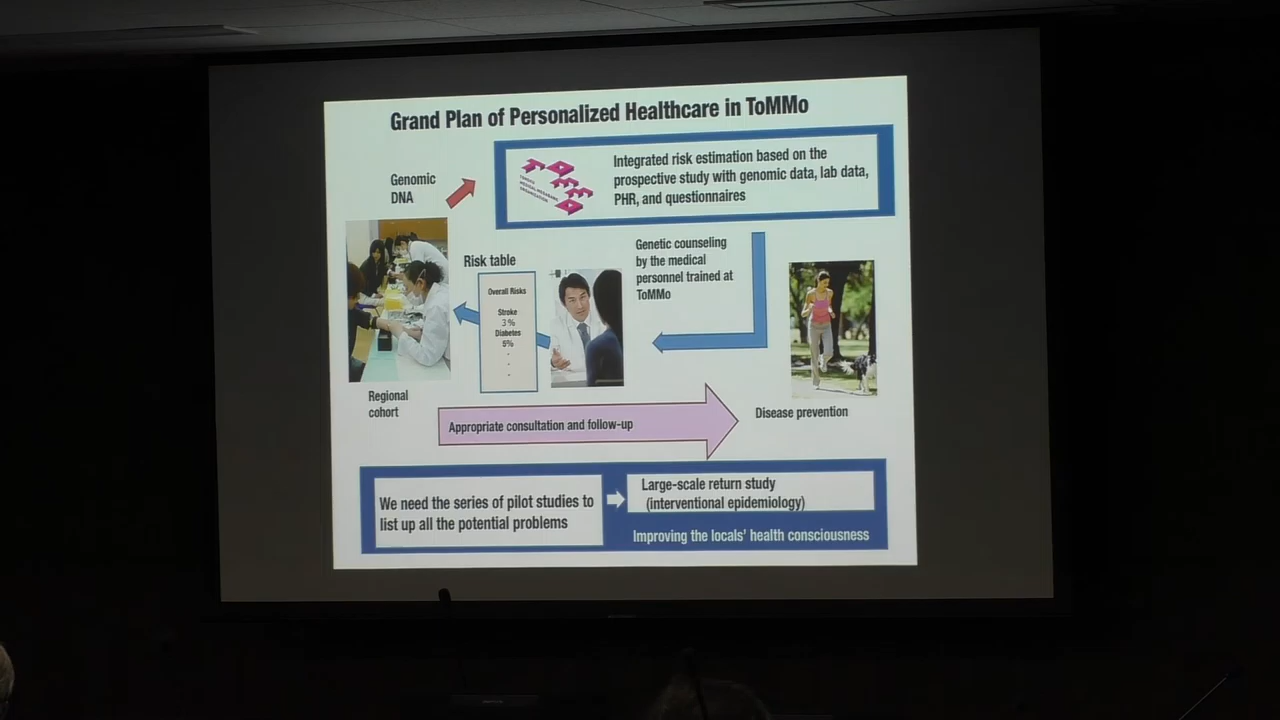 Grand Plan of Personalized Healthcare in ToMMo
Genomic
DNA
TOHOKU
MEDICAL MEGABANK
ORGANIZATION
Integrated risk estimation based on the
prospective study with genomic data, lab data,
PHR, and questionnaires
Risk table
Overall Risks
Stroke
3%
Diabetes
5%
.
.
.
Genetic counseling
by the medical
personnel trained at
ToMMo
Regional
cohort
Appropriate consultation and follow-up
Disease prevention
We need the series of pilot studies to
list up all the potential problems
Large-scale return study
(interventional epidemiology)
Improving the locals' health consciousness